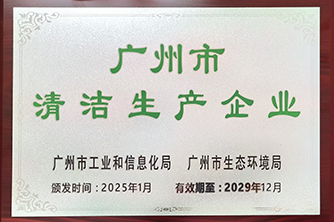 广州市
清洁生产企业
广州市工业和信息化局 广州市生态环境局
颁发时间：2025年1月 有效期至：2029年12月